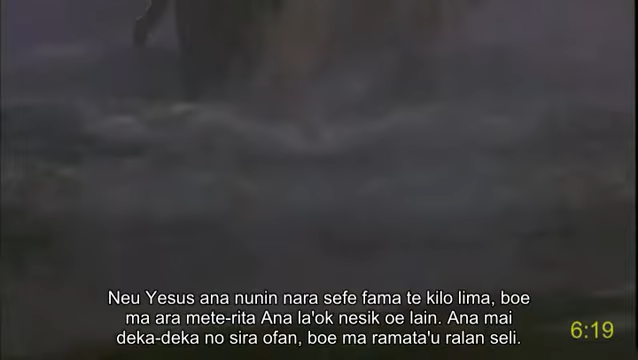 Neu Yesus ana nunin nara sefe fama te kilo lima, boe
ma ara mete-rita Ana la'ok nesik oe lain. Ana mai
deka-deka no sira ofan, boe ma ramata'u ralan seli.
6:19